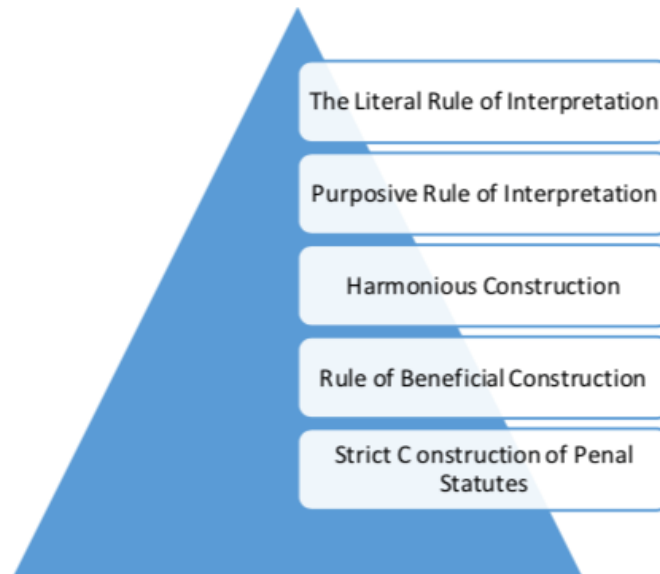 The Literal Rule of Interpretation
Purposive Rule of Interpretation
Harmonious Construction
Rule of Beneficial Construction
Strict C onstruction of Penal
Statutes